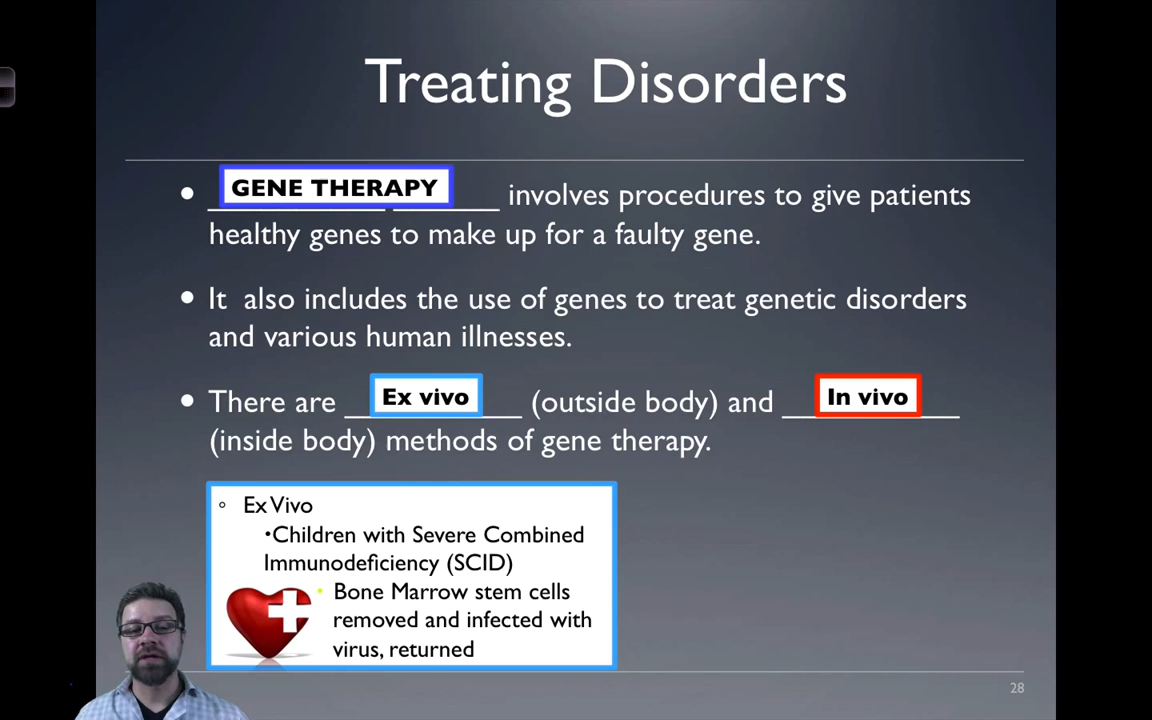 Treating Disorders
• GENE THERAPY involves procedures to give patients
healthy genes to make up for a faulty gene.
• It also includes the use of genes to treat genetic disorders
and various human illnesses.
• There are Ex vivo (outside body) and In vivo
(inside body) methods of gene therapy.
◦ Ex Vivo
•Children with Severe Combined
Immunodeficiency (SCID)
• Bone Marrow stem cells
removed and infected with
virus, returned
28